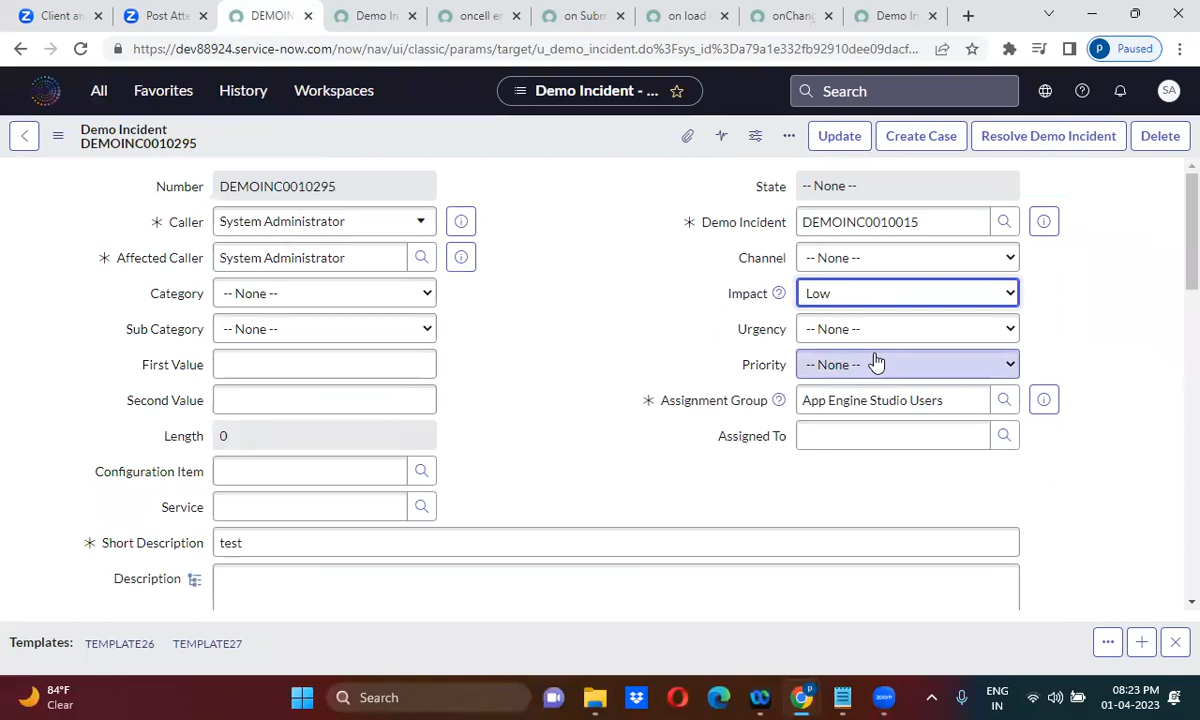 Client an
Post Atte
DEMOIN
Demo In
oncell e
on Subm
on load
onChan
Demo In
https://dev88924.service-now.com/now/nav/ui/classic/params/target/u_demo_incident.do%3Fsys_id%3Da79a1e332fb92910dee09dacf...
P Paused
All Favorites History Workspaces
Demo Incident - ...
Search
SA
Demo Incident
DEMOINC0010295
Update Create Case Resolve Demo Incident Delete
Number DEMOINC0010295
State -- None --
Caller System Administrator
Demo Incident DEMOINC0010015
Affected Caller System Administrator
Channel -- None --
Category -- None --
Impact Low
Sub Category -- None --
Urgency -- None --
First Value
Priority -- None --
Second Value
Assignment Group App Engine Studio Users
Length 0
Assigned To
Configuration Item
Service
Short Description test
Description
Templates: TEMPLATE26 TEMPLATE27
84°F
Clear
Search
ENG
IN
08:23 PM
01-04-2023